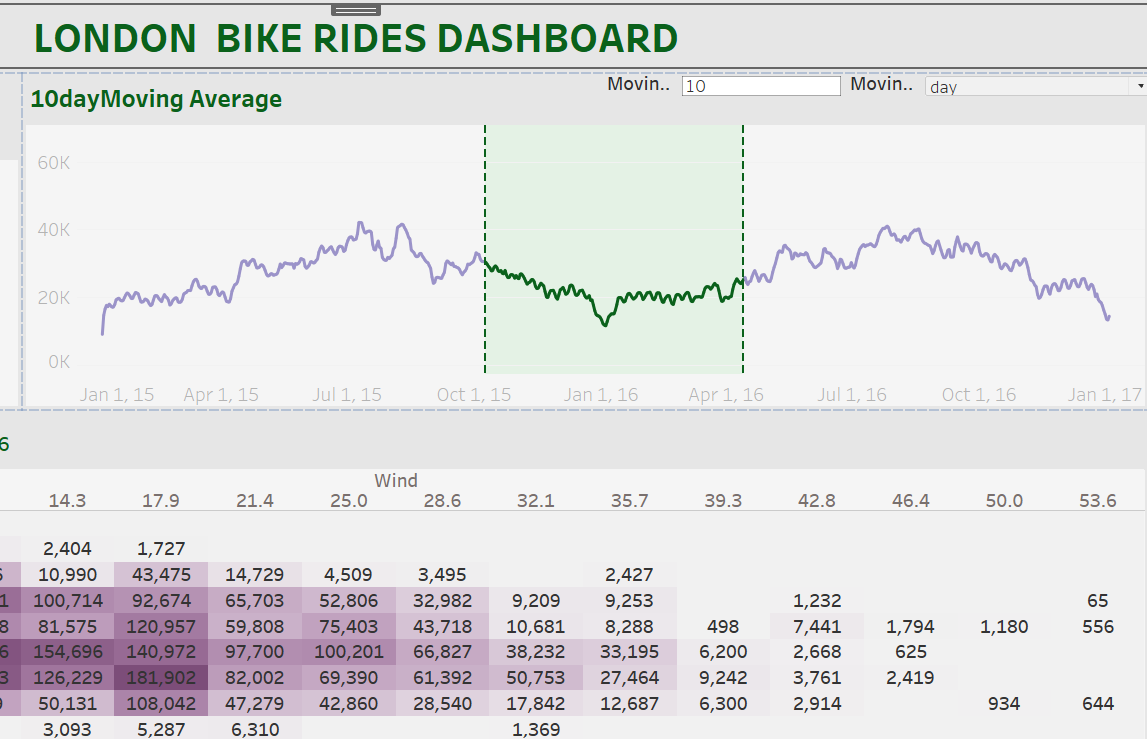 LONDON BIKE RIDES DASHBOARD
10dayMoving Average
Movin.. 10 Movin.. day
60K
40K
20K
0K
Jan 1, 15 Apr 1, 15 Jul 1, 15 Oct 1, 15 Jan 1, 16 Apr 1, 16 Jul 1, 16 Oct 1, 16 Jan 1, 17
6
Wind
14.3 17.9 21.4 25.0 28.6 32.1 35.7 39.3 42.8 46.4 50.0 53.6
2,404 1,727
10,990 43,475 14,729 4,509 3,495 2,427
1 100,714 92,674 65,703 52,806 32,982 9,209 9,253 1,232 65
8 81,575 120,957 59,808 75,403 43,718 10,681 8,288 498 7,441 1,794 1,180 556
6 154,696 140,972 97,700 100,201 66,827 38,232 33,195 6,200 2,668 625
3 126,229 181,902 82,002 69,390 61,392 50,753 27,464 9,242 3,761 2,419
50,131 108,042 47,279 42,860 28,540 17,842 12,687 6,300 2,914 934 644
3,093 5,287 6,310 1,369